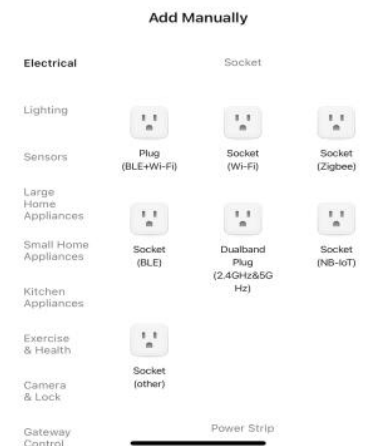 Add Manually
Electrical
Lighting
Sensors
Large
Home
Appliances
Small Home
Appliances
Kitchen
Appliances
Exercise
& Health
Camera
& Lock
Gateway
Control
Socket
Plug
(BLE+Wi-Fi)
Socket
(Wi-Fi)
Socket
(Zigbee)
Socket
(BLE)
Dualband
Plug
(2.4GHz&5G
Hz)
Socket
(NB-IoT)
Socket
(other)
Power Strip